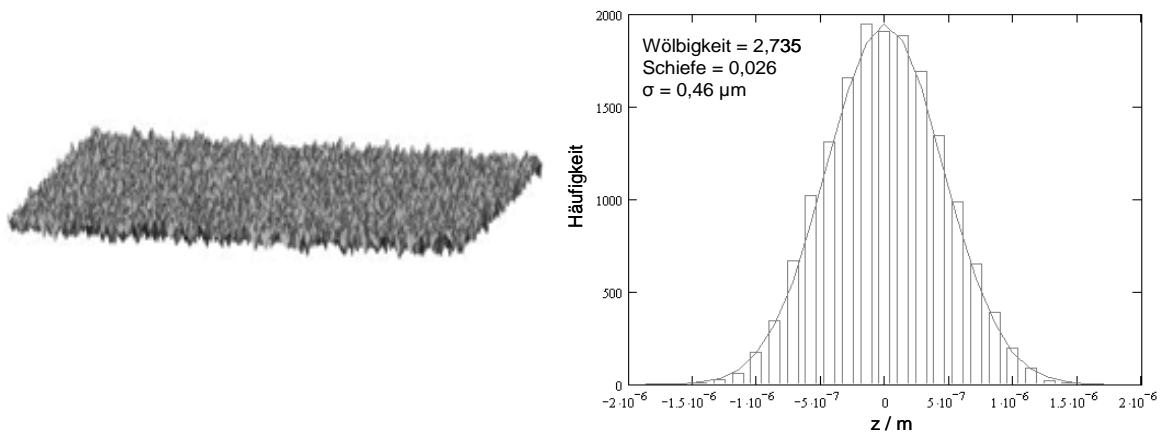 2000
Wölbigkeit = 2,735
Schiefe = 0,026
σ = 0,46 µm
1500
Häufigkeit
1000
500
0
−2·10⁻⁶ −1.5·10⁻⁶ −1·10⁻⁶ −5·10⁻⁷ 0 5·10⁻⁷ 1·10⁻⁶ 1.5·10⁻⁶ 2·10⁻⁶
z / m